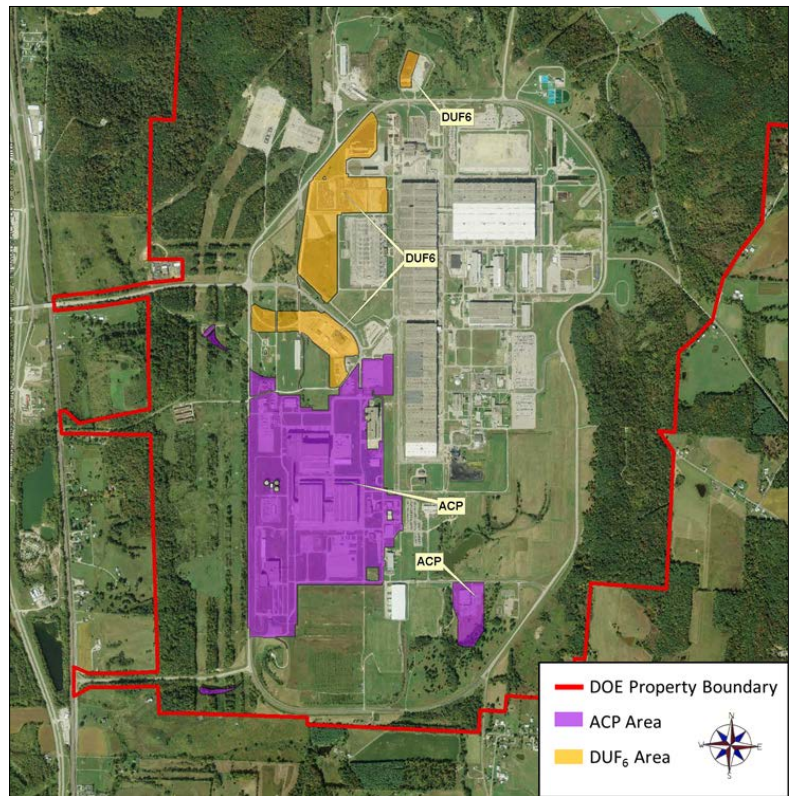 DUF6
DUF6
ACP
ACP
DOE Property Boundary
ACP Area
DUF₆ Area
N
W E
S